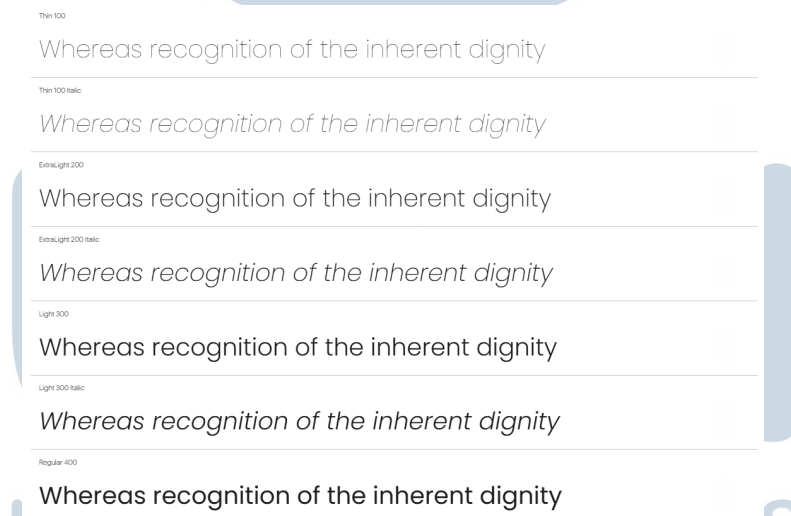 Thin 100
Whereas recognition of the inherent dignity
Thin 100 Italic
Whereas recognition of the inherent dignity
ExtraLight 200
Whereas recognition of the inherent dignity
ExtraLight 200 Italic
Whereas recognition of the inherent dignity
Light 300
Whereas recognition of the inherent dignity
Light 300 Italic
Whereas recognition of the inherent dignity
Regular 400
Whereas recognition of the inherent dignity